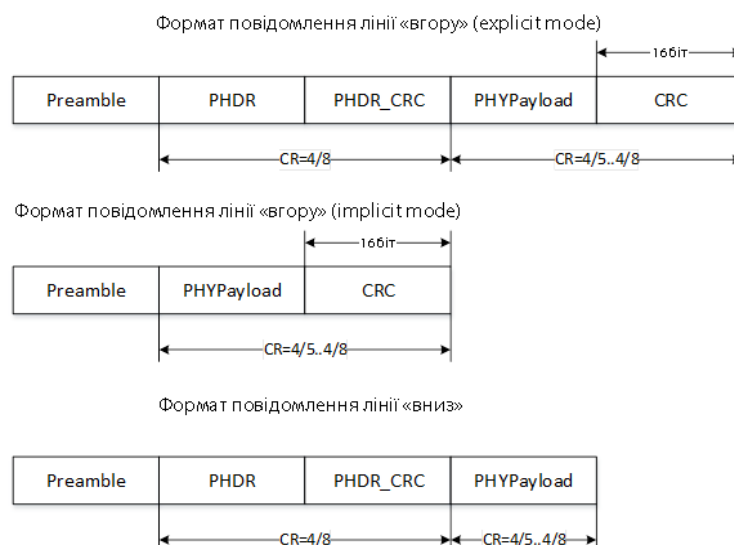 Формат повідомлення лінії «вгору» (explicit mode)
16біт
Preamble PHDR PHDR_CRC PHYPayload CRC
CR=4/8 CR=4/5..4/8
Формат повідомлення лінії «вгору» (implicit mode)
16біт
Preamble PHYPayload CRC
CR=4/5..4/8
Формат повідомлення лінії «вниз»
Preamble PHDR PHDR_CRC PHYPayload
CR=4/8 CR=4/5..4/8